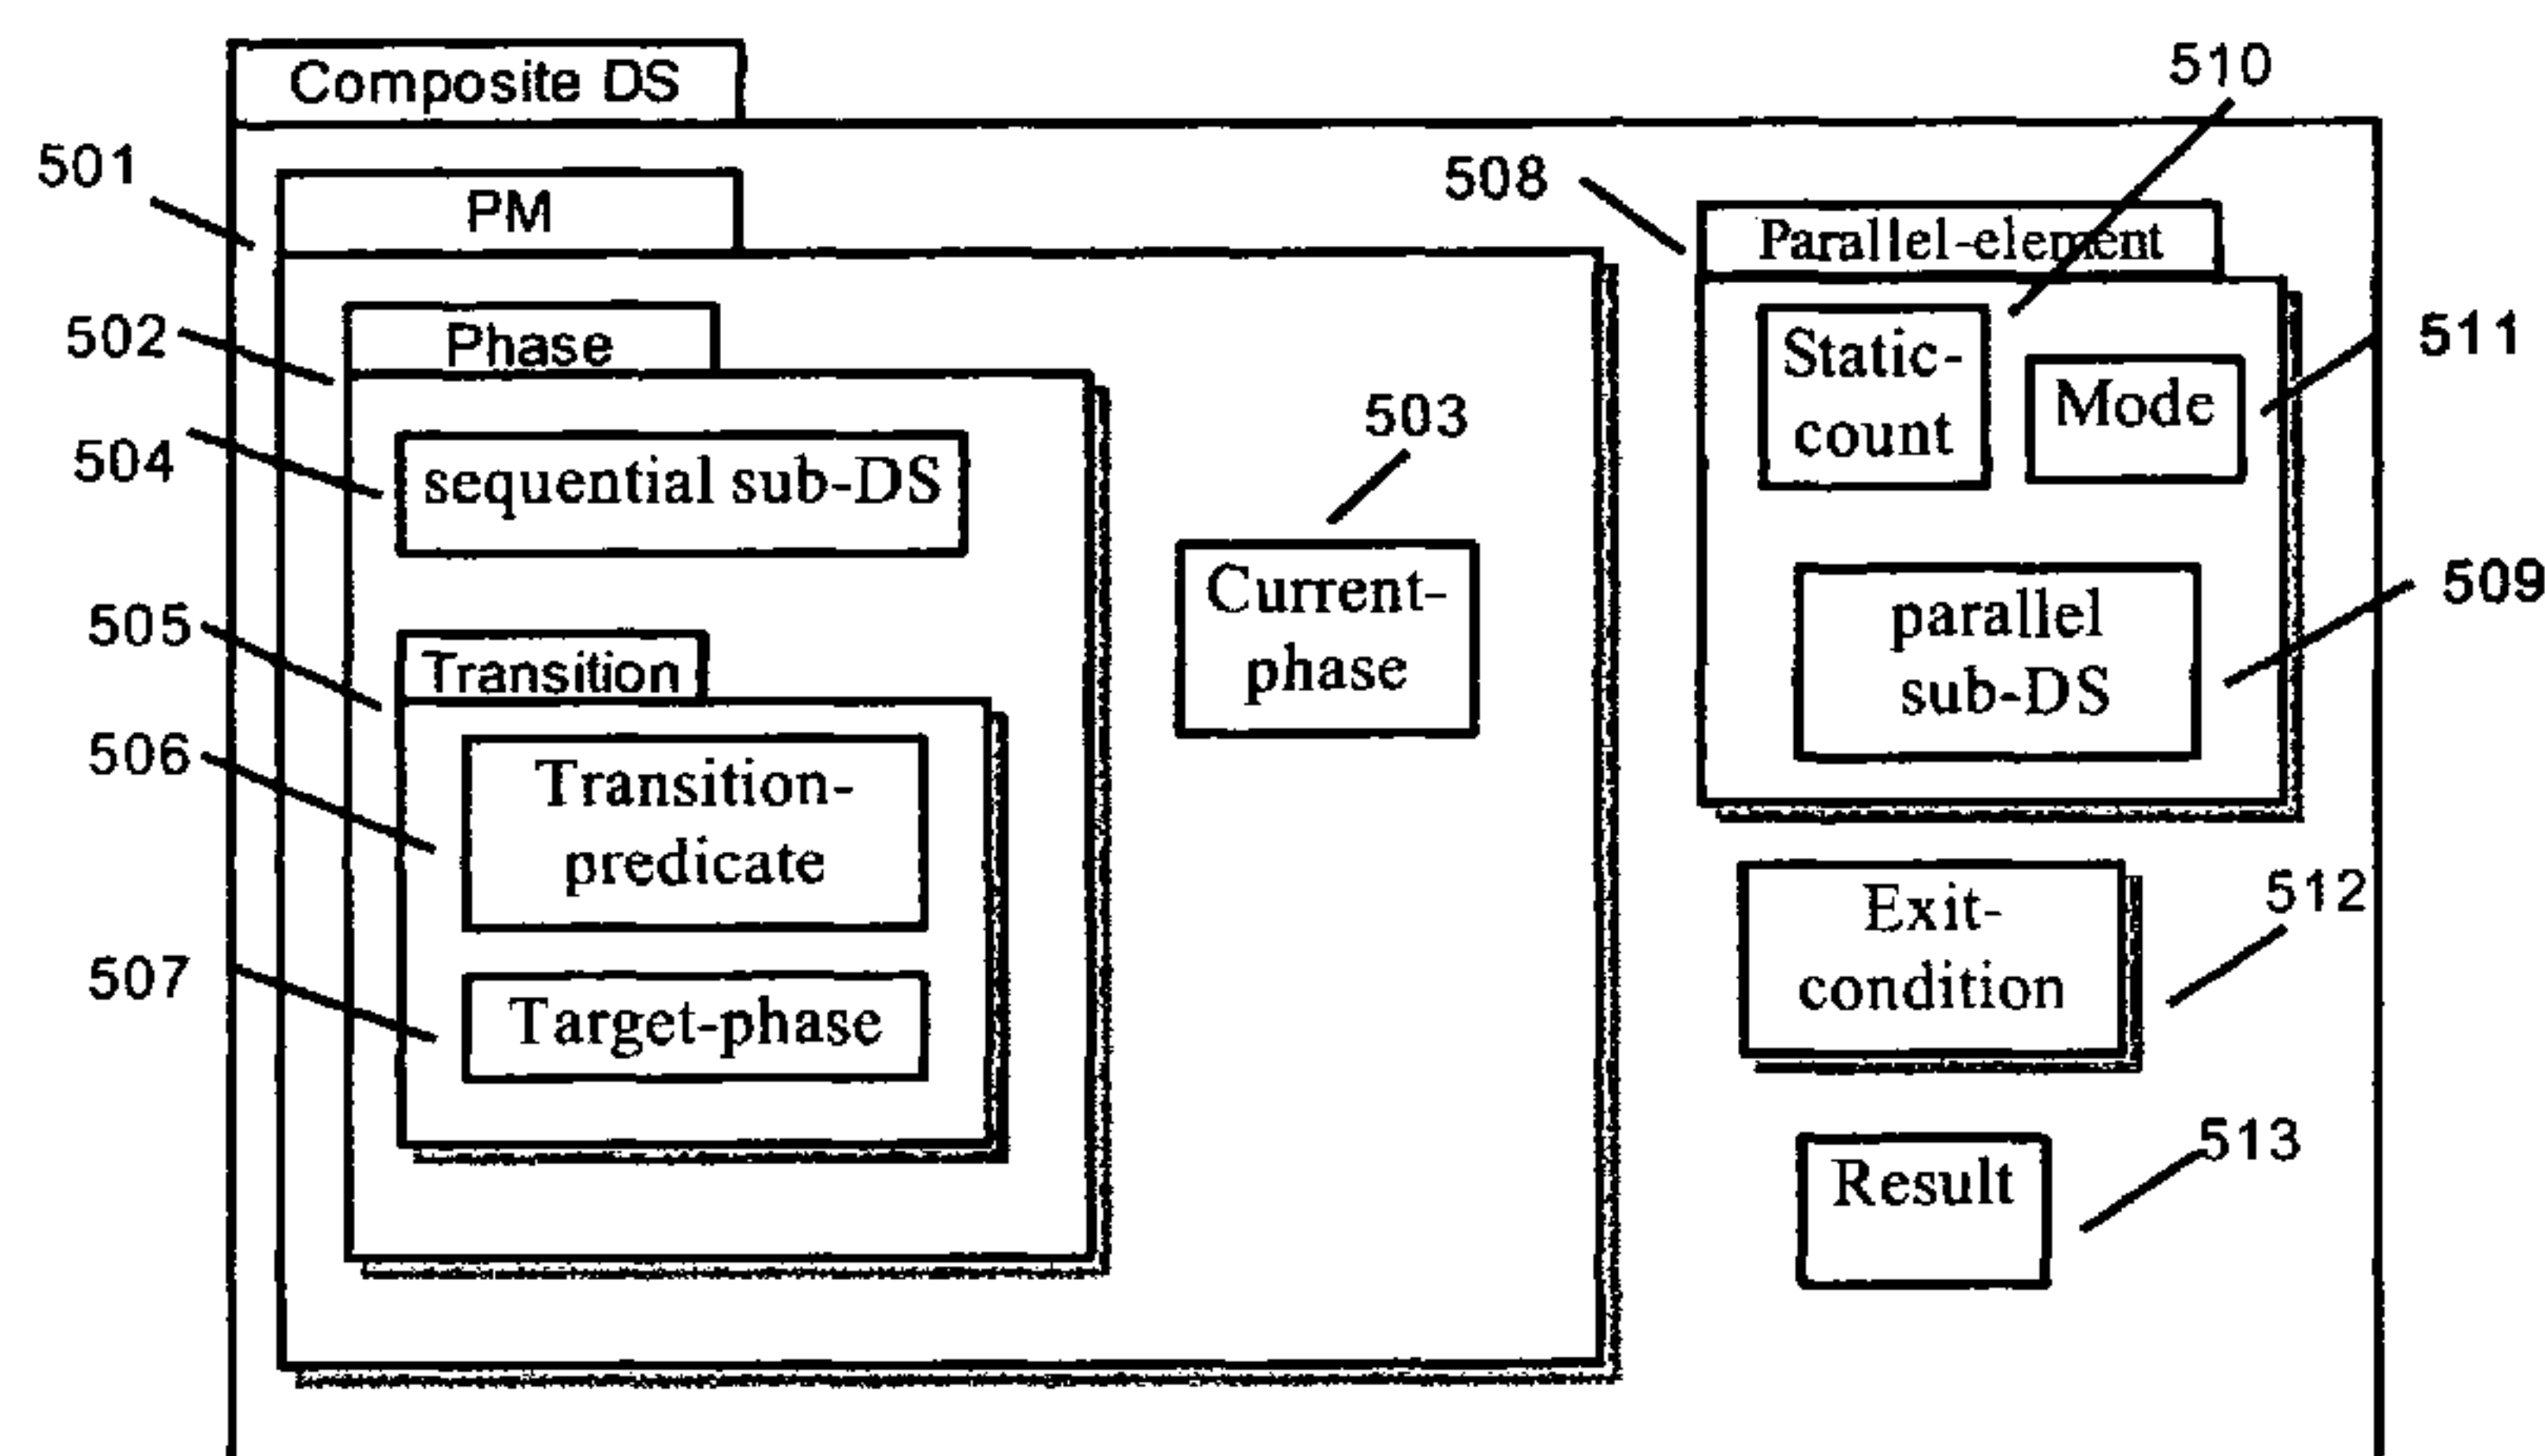 Composite DS
510
501
PM
508
Parallel-element
502
Phase
Static-
count
Mode
511
503
504
sequential sub-DS
Current-
phase
parallel
sub-DS
509
505
Transition
506
Transition-
predicate
Exit-
condition
512
507
Target-phase
Result
513